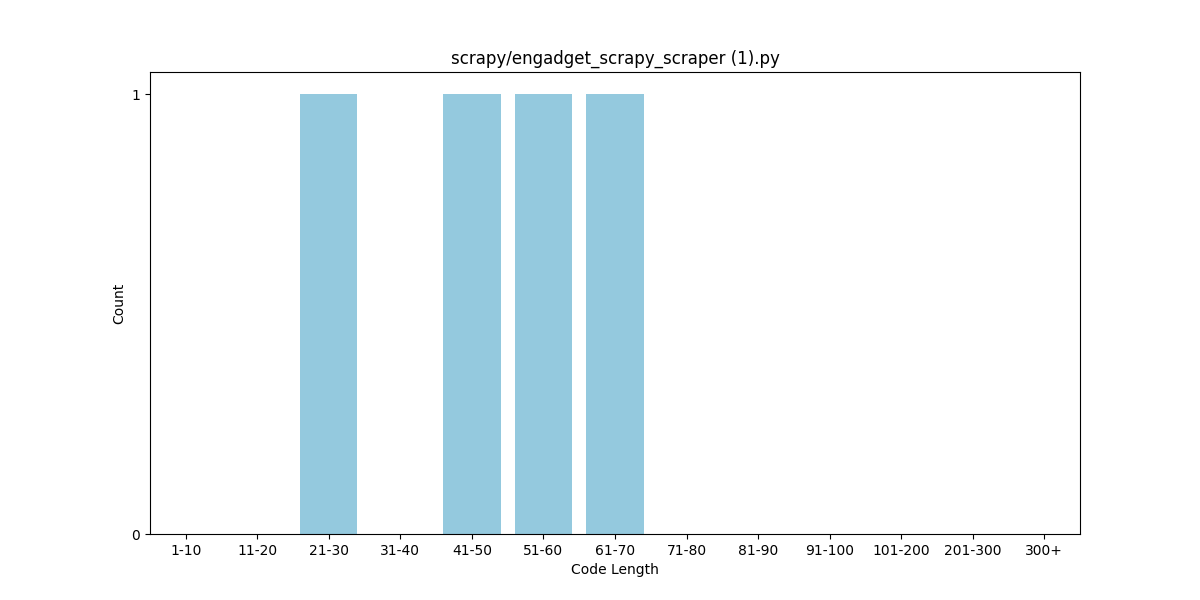 scrapy/engadget_scrapy_scraper (1).py
1
Count
0
1-10 11-20 21-30 31-40 41-50 51-60 61-70 71-80 81-90 91-100 101-200 201-300 300+
Code Length